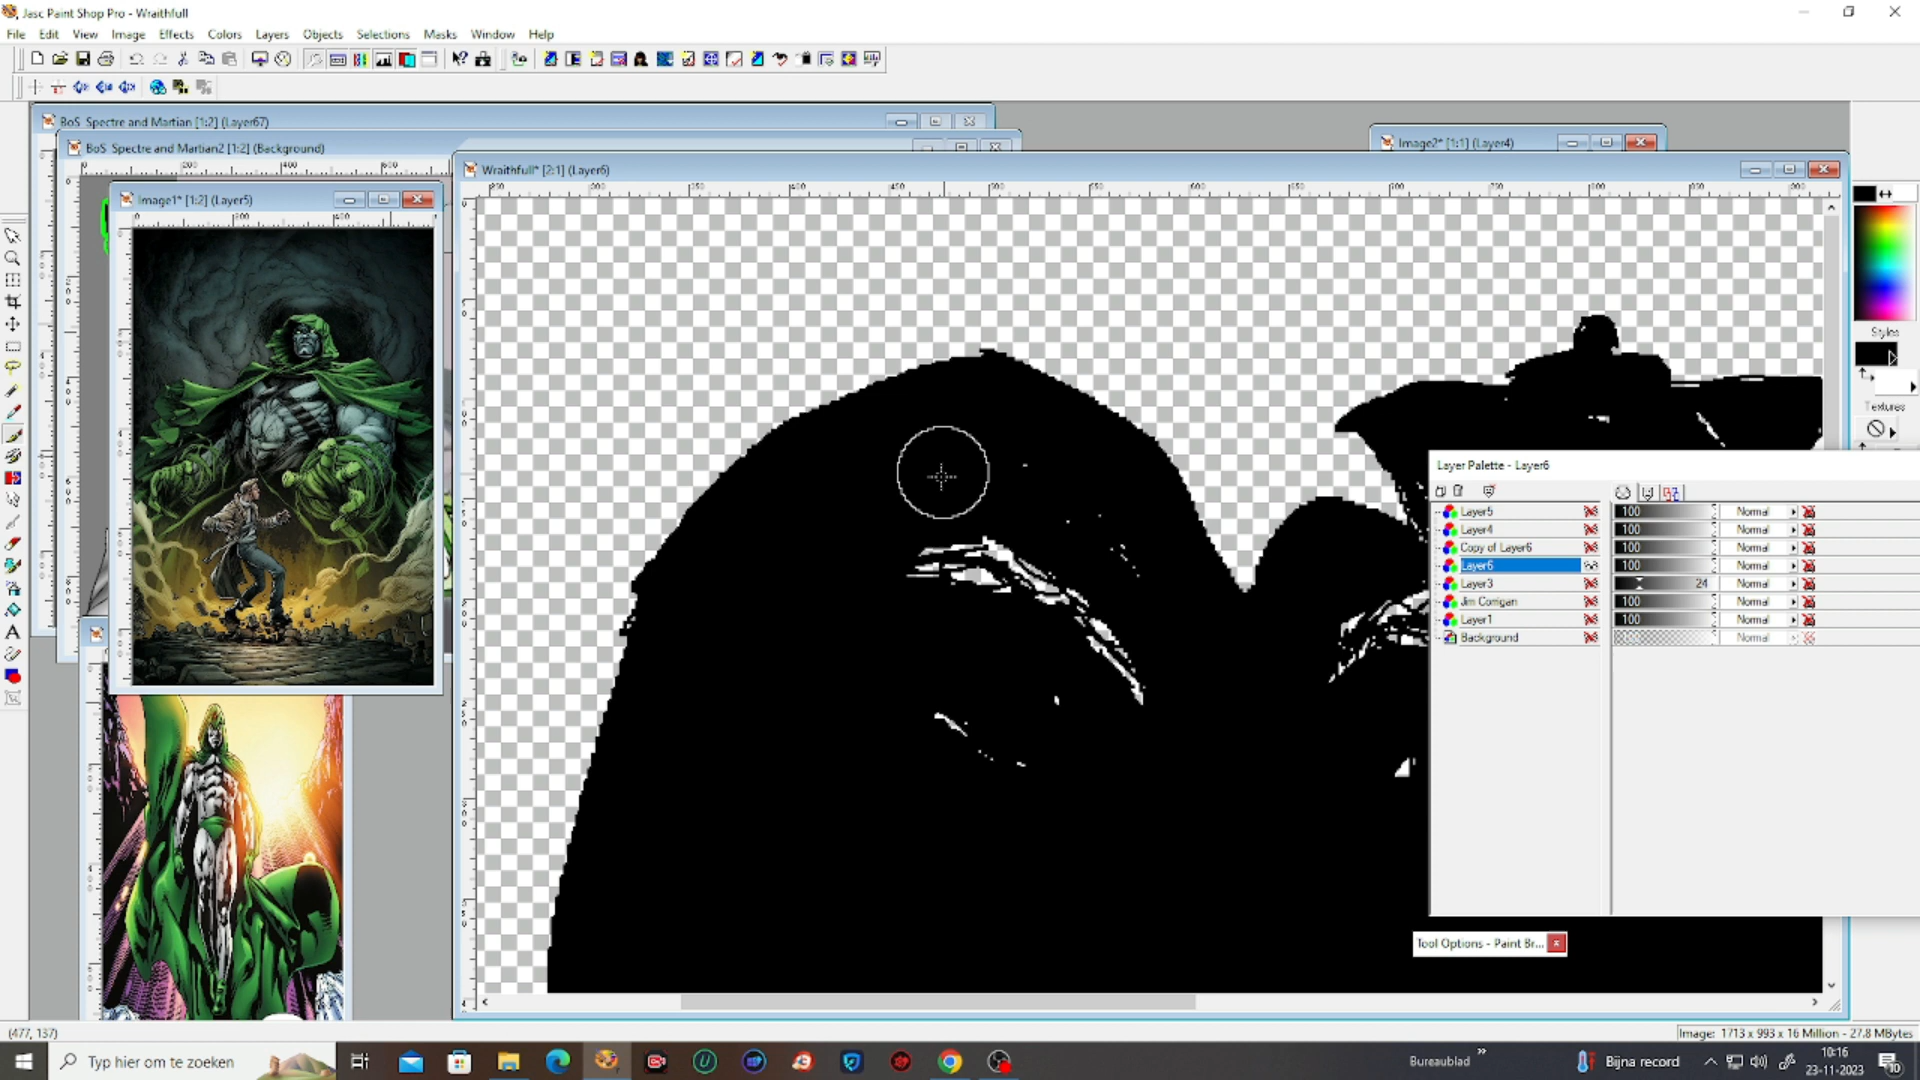 Jasc Paint Shop Pro - Wraithfull
File Edit View Image Effects Colors Layers Objects Selections Masks Window Help
BoS Spectre and Martian [1:2] (Layer67)
BoS Spectre and Martian2 [1:2] (Background)
Image2* [1:1] (Layer4)
Wraithfull* [2:1] (Layer6)
Image1* [1:2] (Layer5)
Styles
Textures
Layer Palette - Layer6
Layer5 100 Normal
Layer4 100 Normal
Copy of Layer6 100 Normal
Layer6 100 Normal
Layer3 24 Normal
Jim Corrigan 100 Normal
Layer1 100 Normal
Background Normal
Tool Options - Paint Br...
(477, 137)
Image: 1713 x 993 x 16 Million - 27.8 MBytes
Typ hier om te zoeken
Bureaublad
Bijna record
10:16
23-11-2023
10